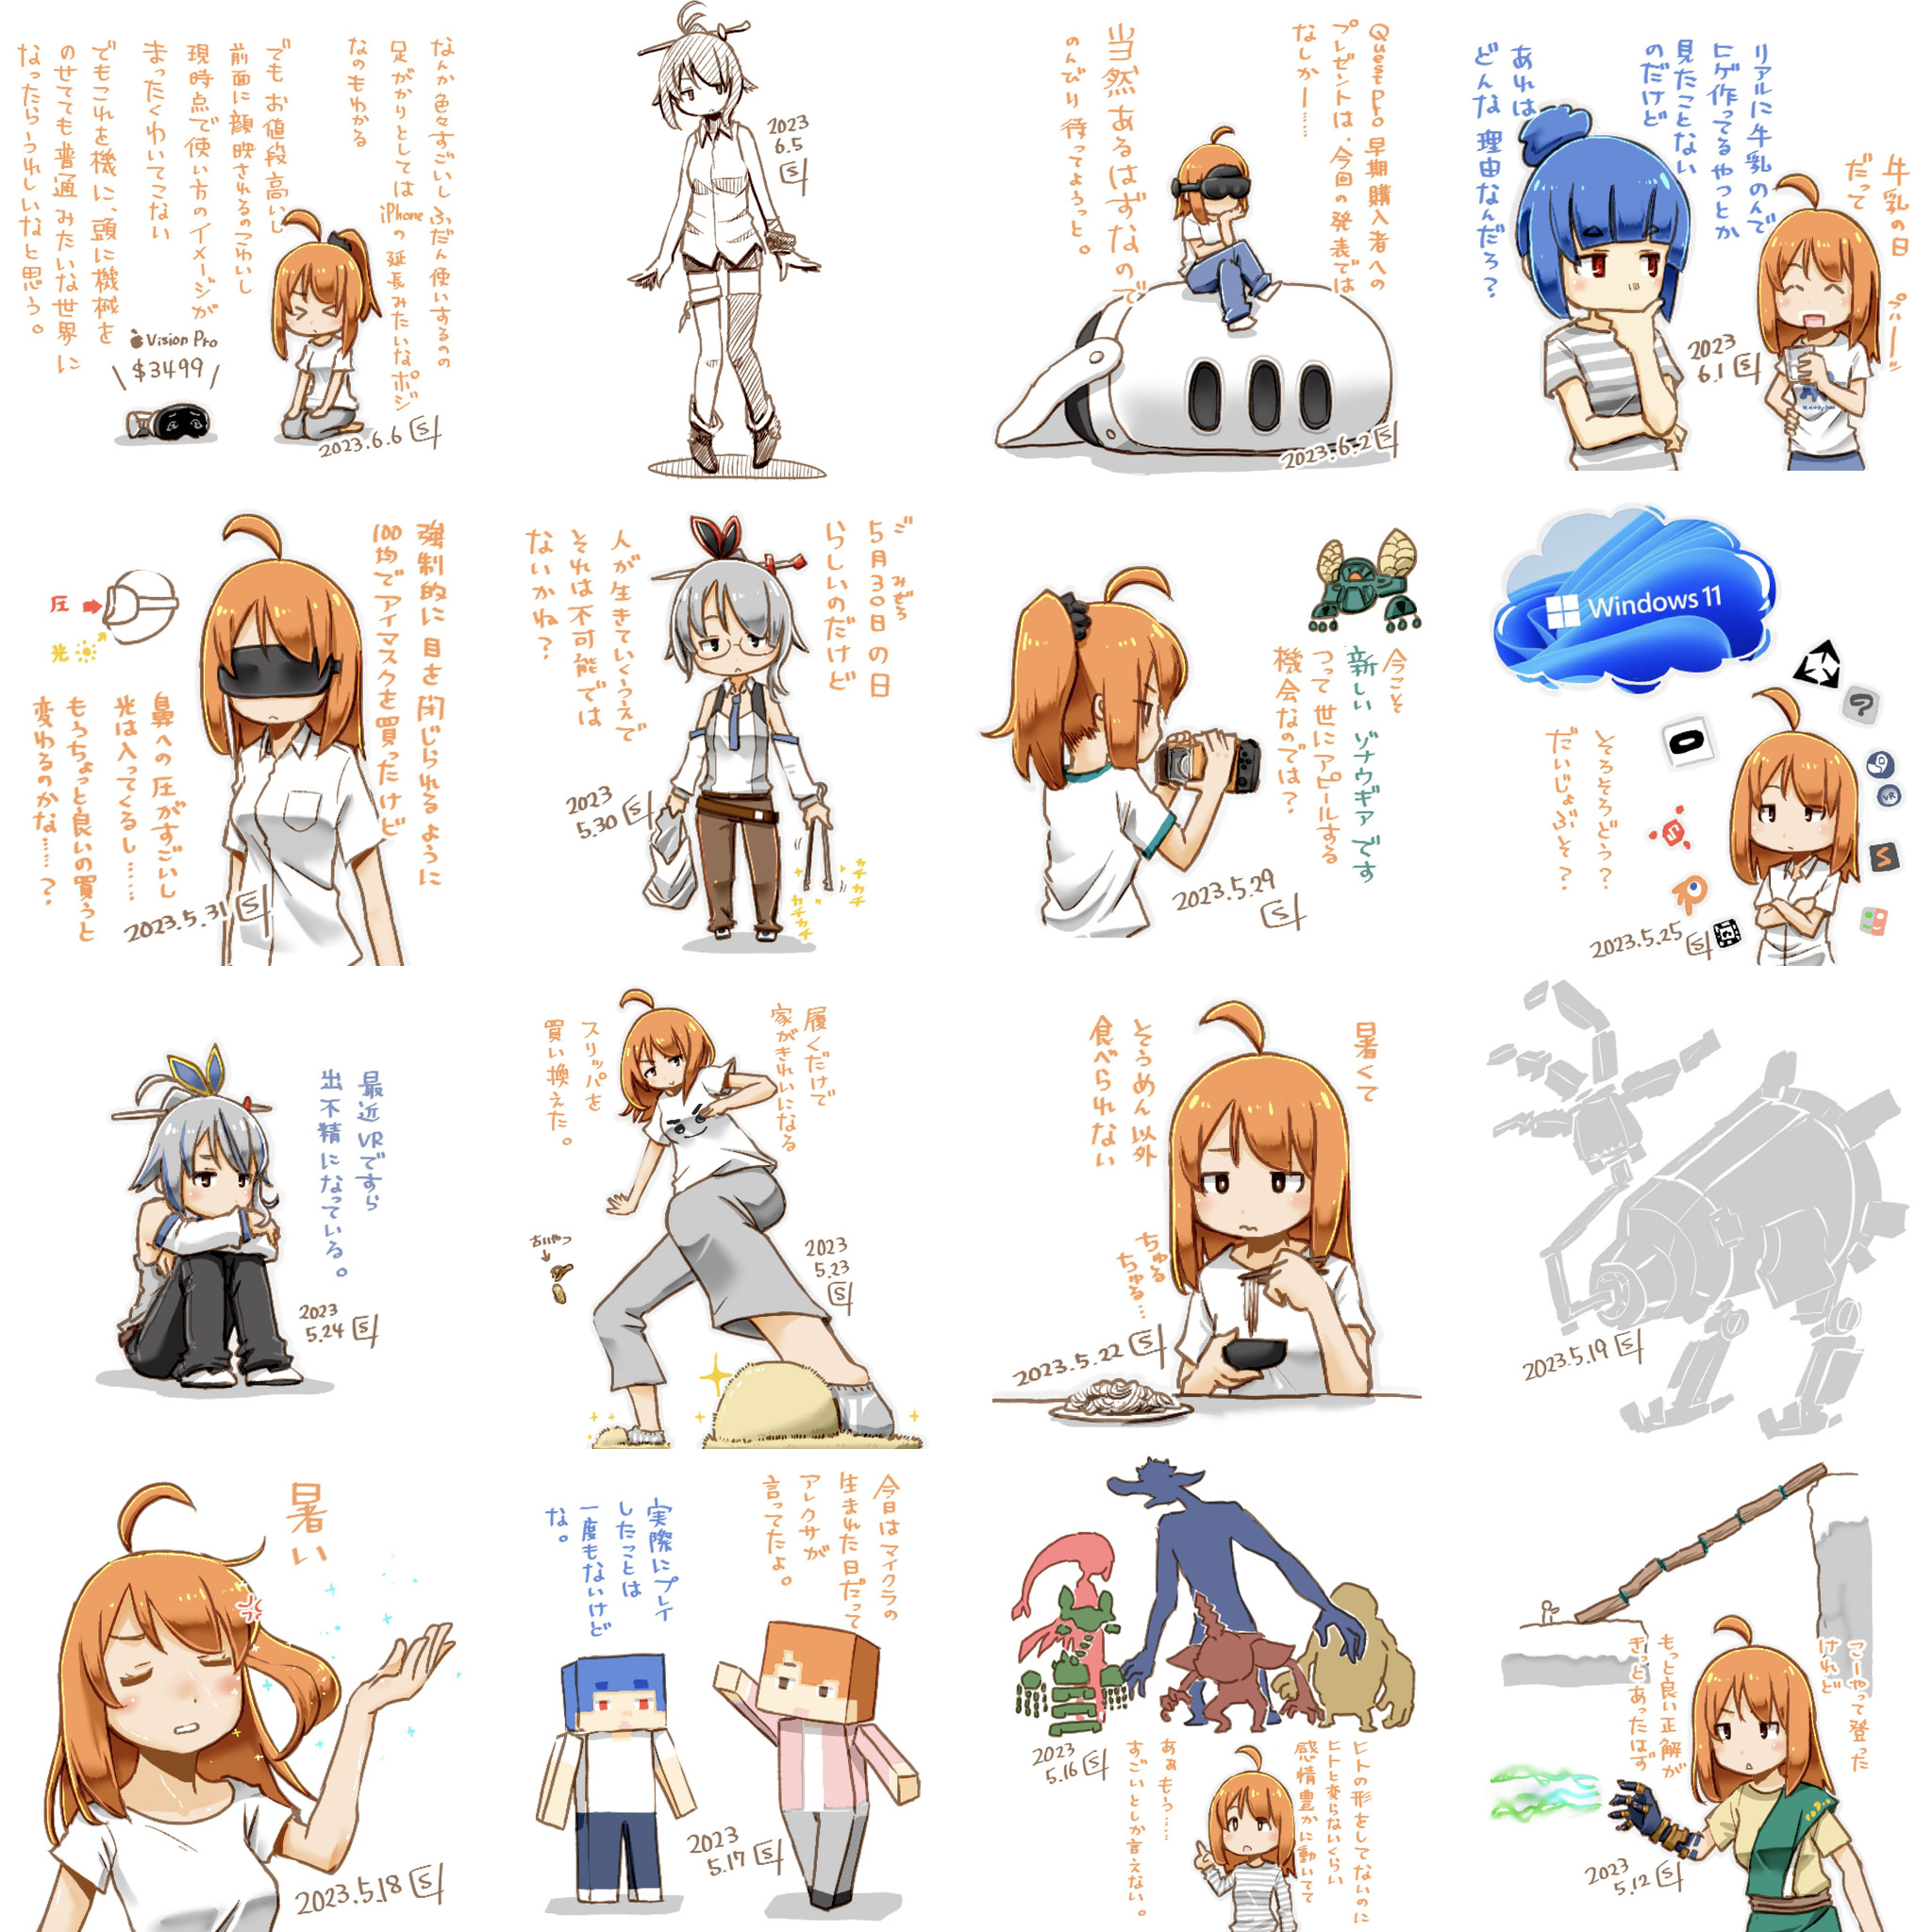 なんか色々すごいし ふだん使いするの
足がかりとしては iPhoneの 延長みたいなポジ
なのもわかる
でも お値段高いし
前面に顔映されるのこわいし
現時点で使い方のイメージが
まったくわいてこない
でもこれを機に、頭に機械を
のせてても普通 みたいな世界に
なったらうれしいなと思う。
Vision Pro
$3499
2023.6.6
2023
6.5
Quest Pro 早期購入者への
プレゼントは、今回の発表では
なしかー……
当然あるはずなので
のんびり待ってようっと。
2023.6.2
牛乳の日
だって
プハーッ
リアルに牛乳のんで
ヒゲ作ってるやつとか
見たことない
のだけど
あれは
どんな理由なんだろ?
2023
6.1
強制的に目を閉じられるように
100均でアイマスクを買ったけど
圧
光
鼻への圧がすごいし
光は入ってくるし……
もうちょっと良いの買うと
変わるのかな……?
2023.5.31
ごみぜろ
5月30日の日
らしいのだけど
人が生きていくうえで
それは不可能では
ないかね?
カチカチ
カチカチ
2023
5.30
今こそ
新しい ゾナウギア です
つって世にアピールする
機会なのでは?
2023.5.29
Windows 11
VR
そろそろどう?
だいじょぶそ?
2023.5.25
最近VRですら
出不精になっている。
2023
5.24
履くだけで
家がきれいになる
スリッパを
買い換えた。
古いやつ
2023
5.23
暑くて
そうめん以外
食べられない
ちゅる
ちゅる…
2023.5.22
2023.5.19
暑い
2023.5.18
今日はマイクラの
生まれた日だって
アレクサが
言ってたよ。
実際にプレイ
したことは
一度もないけど
な。
2023
5.17
2023
5.16
ヒトの形をしてないのに
ヒトと変らないくらい
感情豊かに動いてて
ああもう……
すごいとしか言えない。
こーやって登った
けれど
もっと良い正解が
きっとあったはず
2023
5.12